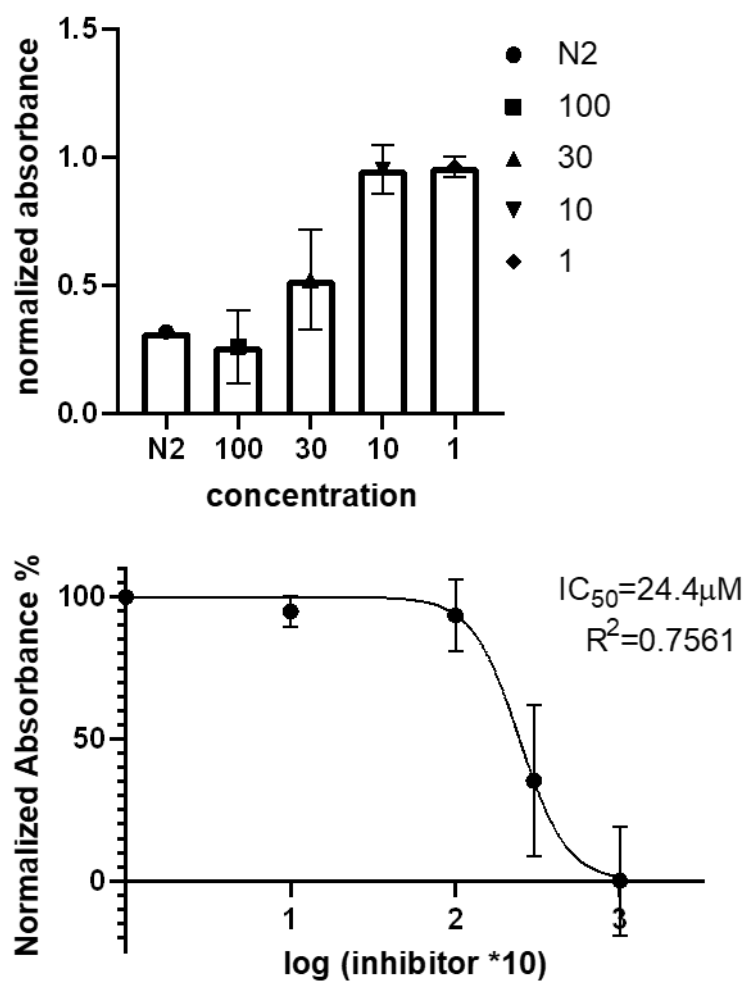 normalized absorbance
1.5
1.0
0.5
0.0
N2
100
30
10
1
N2 100 30 10 1
concentration
Normalized Absorbance %
100
50
0
IC50=24.4μM
R2=0.7561
1 2 3
log (inhibitor *10)